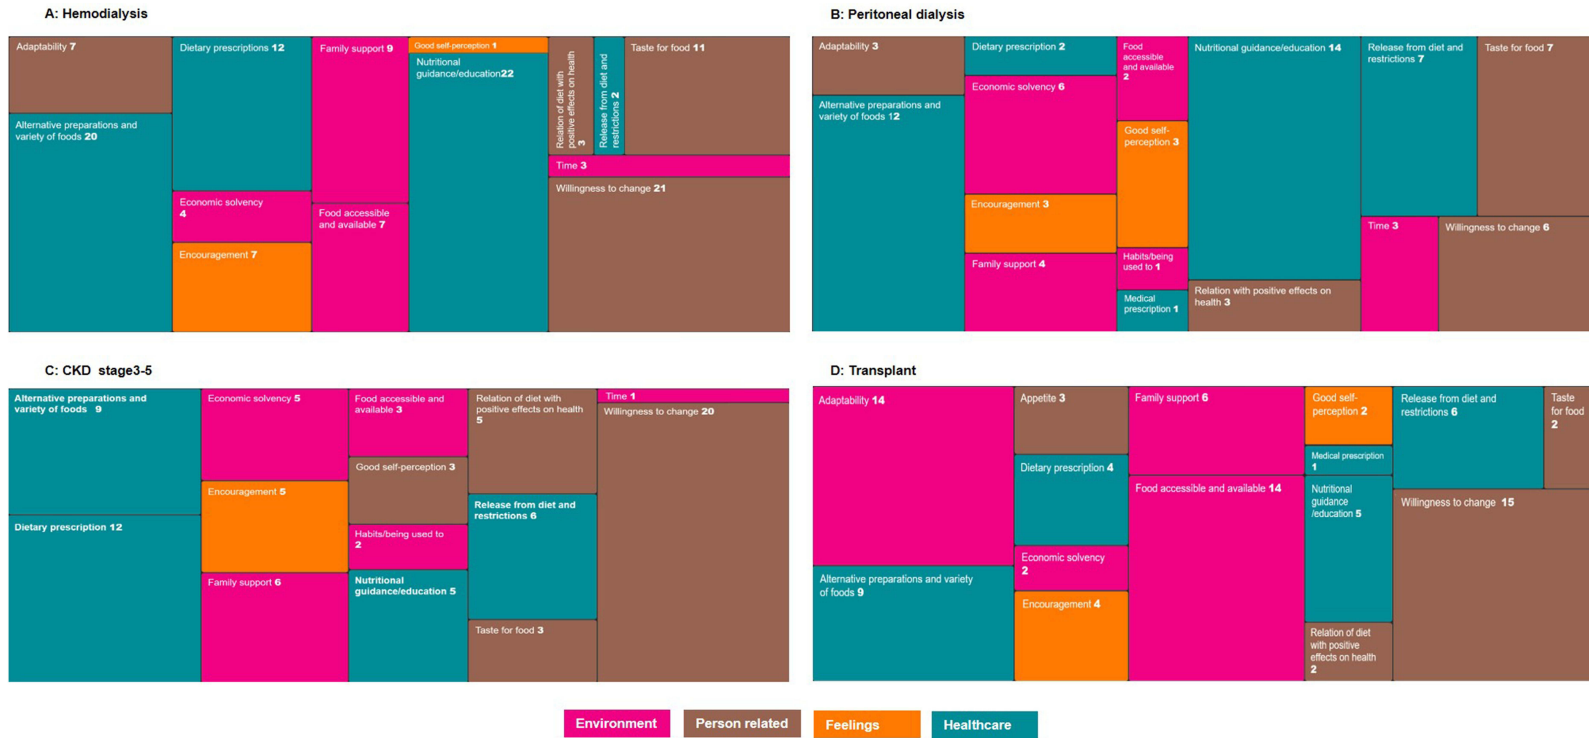 A: Hemodialysis
Adaptability 7
Alternative preparations and
variety of foods 20
Dietary prescriptions 12
Economic solvency
4
Encouragement 7
Family support 9
Food accessible
and available 7
Good self-perception 1
Nutritional
guidance/education22
Relation of diet with
positive effects on health
3
Release from diet and
restrictions 2
Taste for food 11
Time 3
Willingness to change 21
B: Peritoneal dialysis
Adaptability 3
Alternative preparations and
variety of foods 12
Dietary prescription 2
Economic solvency 6
Encouragement 3
Family support 4
Food
accessible
and available
2
Good self-
perception 3
Habits/being
used to 1
Medical
prescription 1
Nutritional guidance/education 14
Relation with positive effects on
health 3
Release from diet and
restrictions 7
Taste for food 7
Time 3
Willingness to change 6
C: CKD stage3-5
Alternative preparations and
variety of foods 9
Dietary prescription 12
Economic solvency 5
Encouragement 5
Family support 6
Food accessible and
available 3
Good self-perception 3
Habits/being used to
2
Nutritional
guidance/education 5
Relation of diet with
positive effects on health
5
Release from diet and
restrictions 6
Taste for food 3
Time 1
Willingness to change 20
D: Transplant
Adaptability 14
Alternative preparations and variety
of foods 9
Appetite 3
Dietary prescription 4
Economic solvency
2
Encouragement 4
Family support 6
Food accessible and available 14
Good self-
perception 2
Medical prescription
1
Nutritional
guidance
/education 5
Relation of diet
with positive
effects on health
2
Release from diet and
restrictions 6
Taste
for food
2
Willingness to change 15
Environment
Person related
Feelings
Healthcare